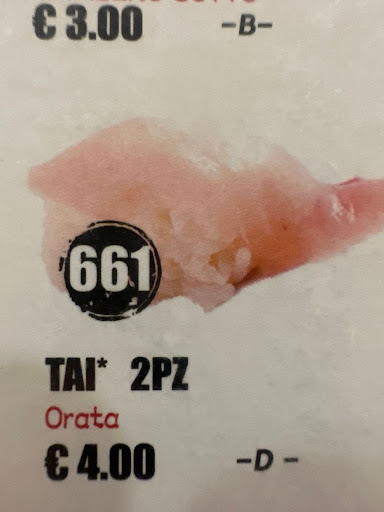 € 3.00 -B-
661
TAI* 2PZ
Orata
€ 4.00 -D -